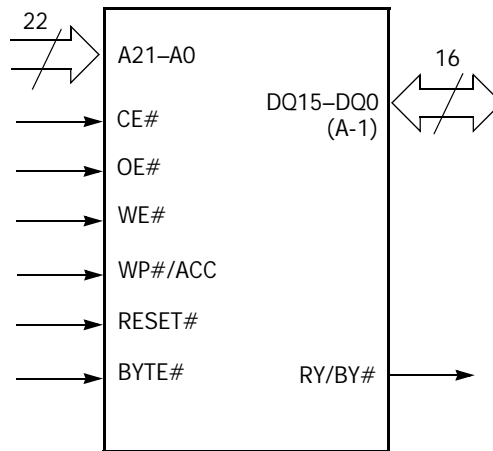 22
A21–A0
16
DQ15–DQ0
(A-1)
CE#
OE#
WE#
WP#/ACC
RESET#
BYTE#
RY/BY#